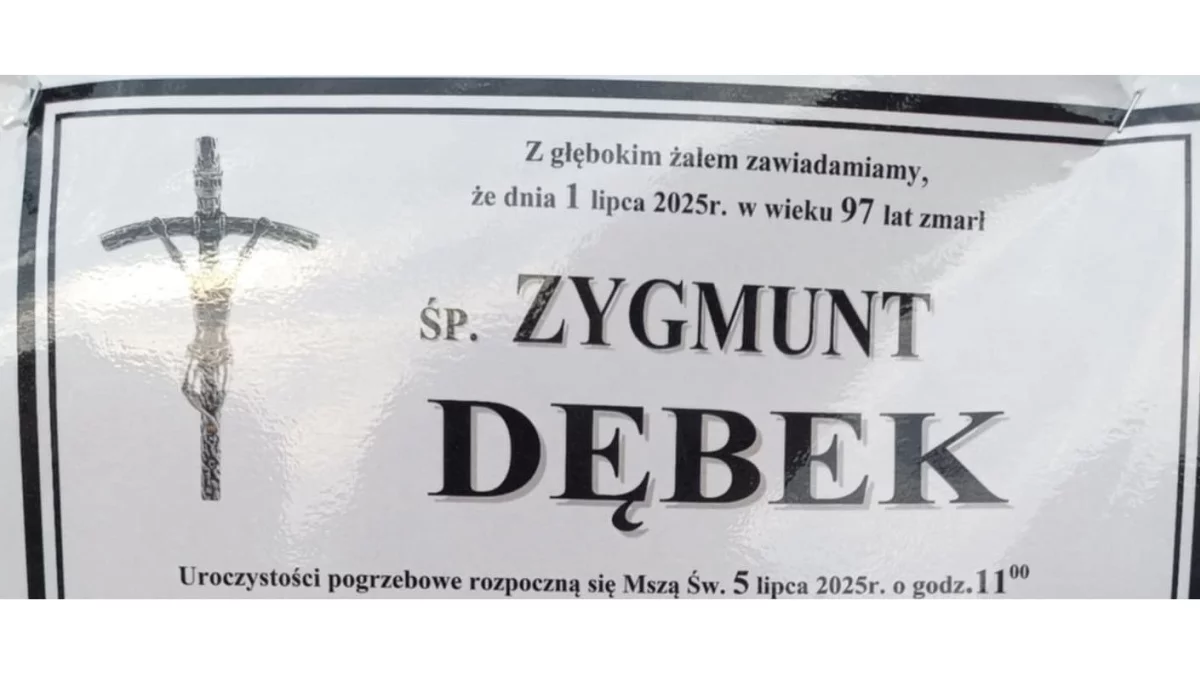 Z głębokim żalem zawiadamiamy,
że dnia 1 lipca 2025r. w wieku 97 lat zmarł
ŚP. ZYGMUNT
DĘBEK
Uroczystości pogrzebowe rozpoczną się Mszą Św. 5 lipca 2025r. o godz.11⁰⁰